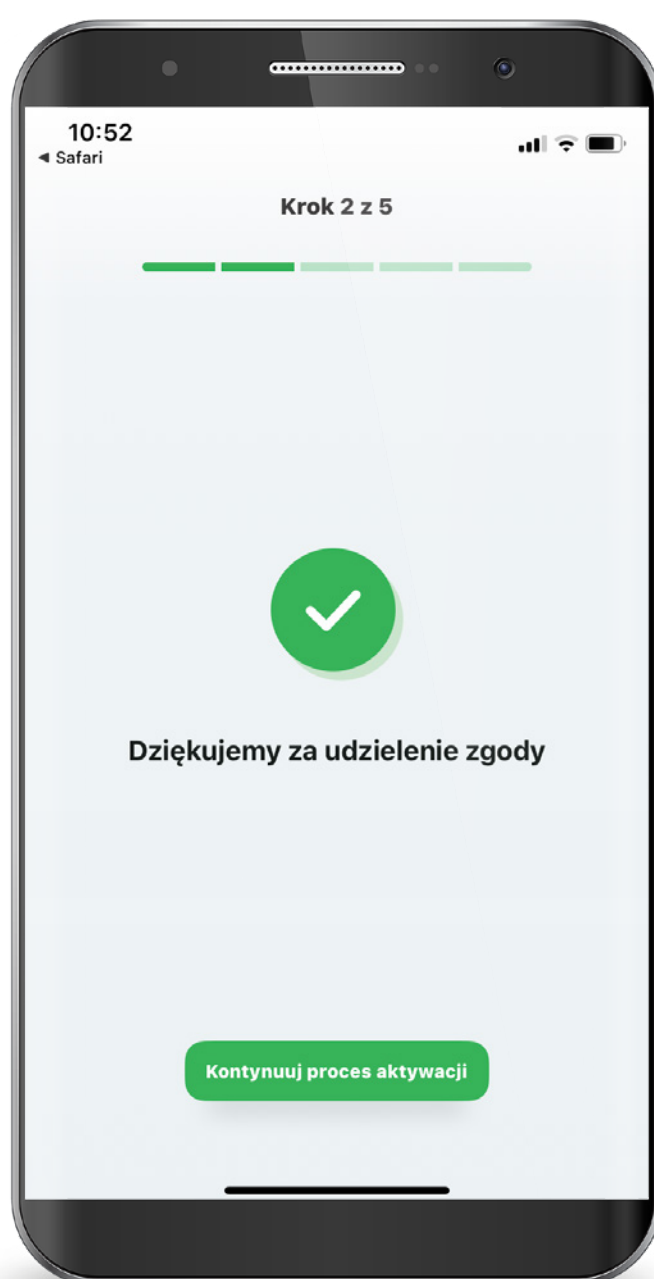 10:52
◀ Safari
Krok 2 z 5
Dziękujemy za udzielenie zgody
Kontynuuj proces aktywacji